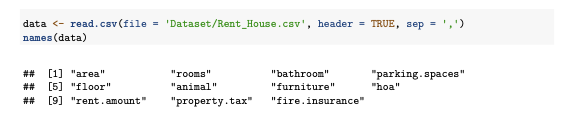 data <- read.csv(file = 'Dataset/Rent_House.csv', header = TRUE, sep = ',')
names(data)
##  [1] "area"           "rooms"          "bathroom"       "parking.spaces"
##  [5] "floor"          "animal"         "furniture"      "hoa"
##  [9] "rent.amount"    "property.tax"   "fire.insurance"